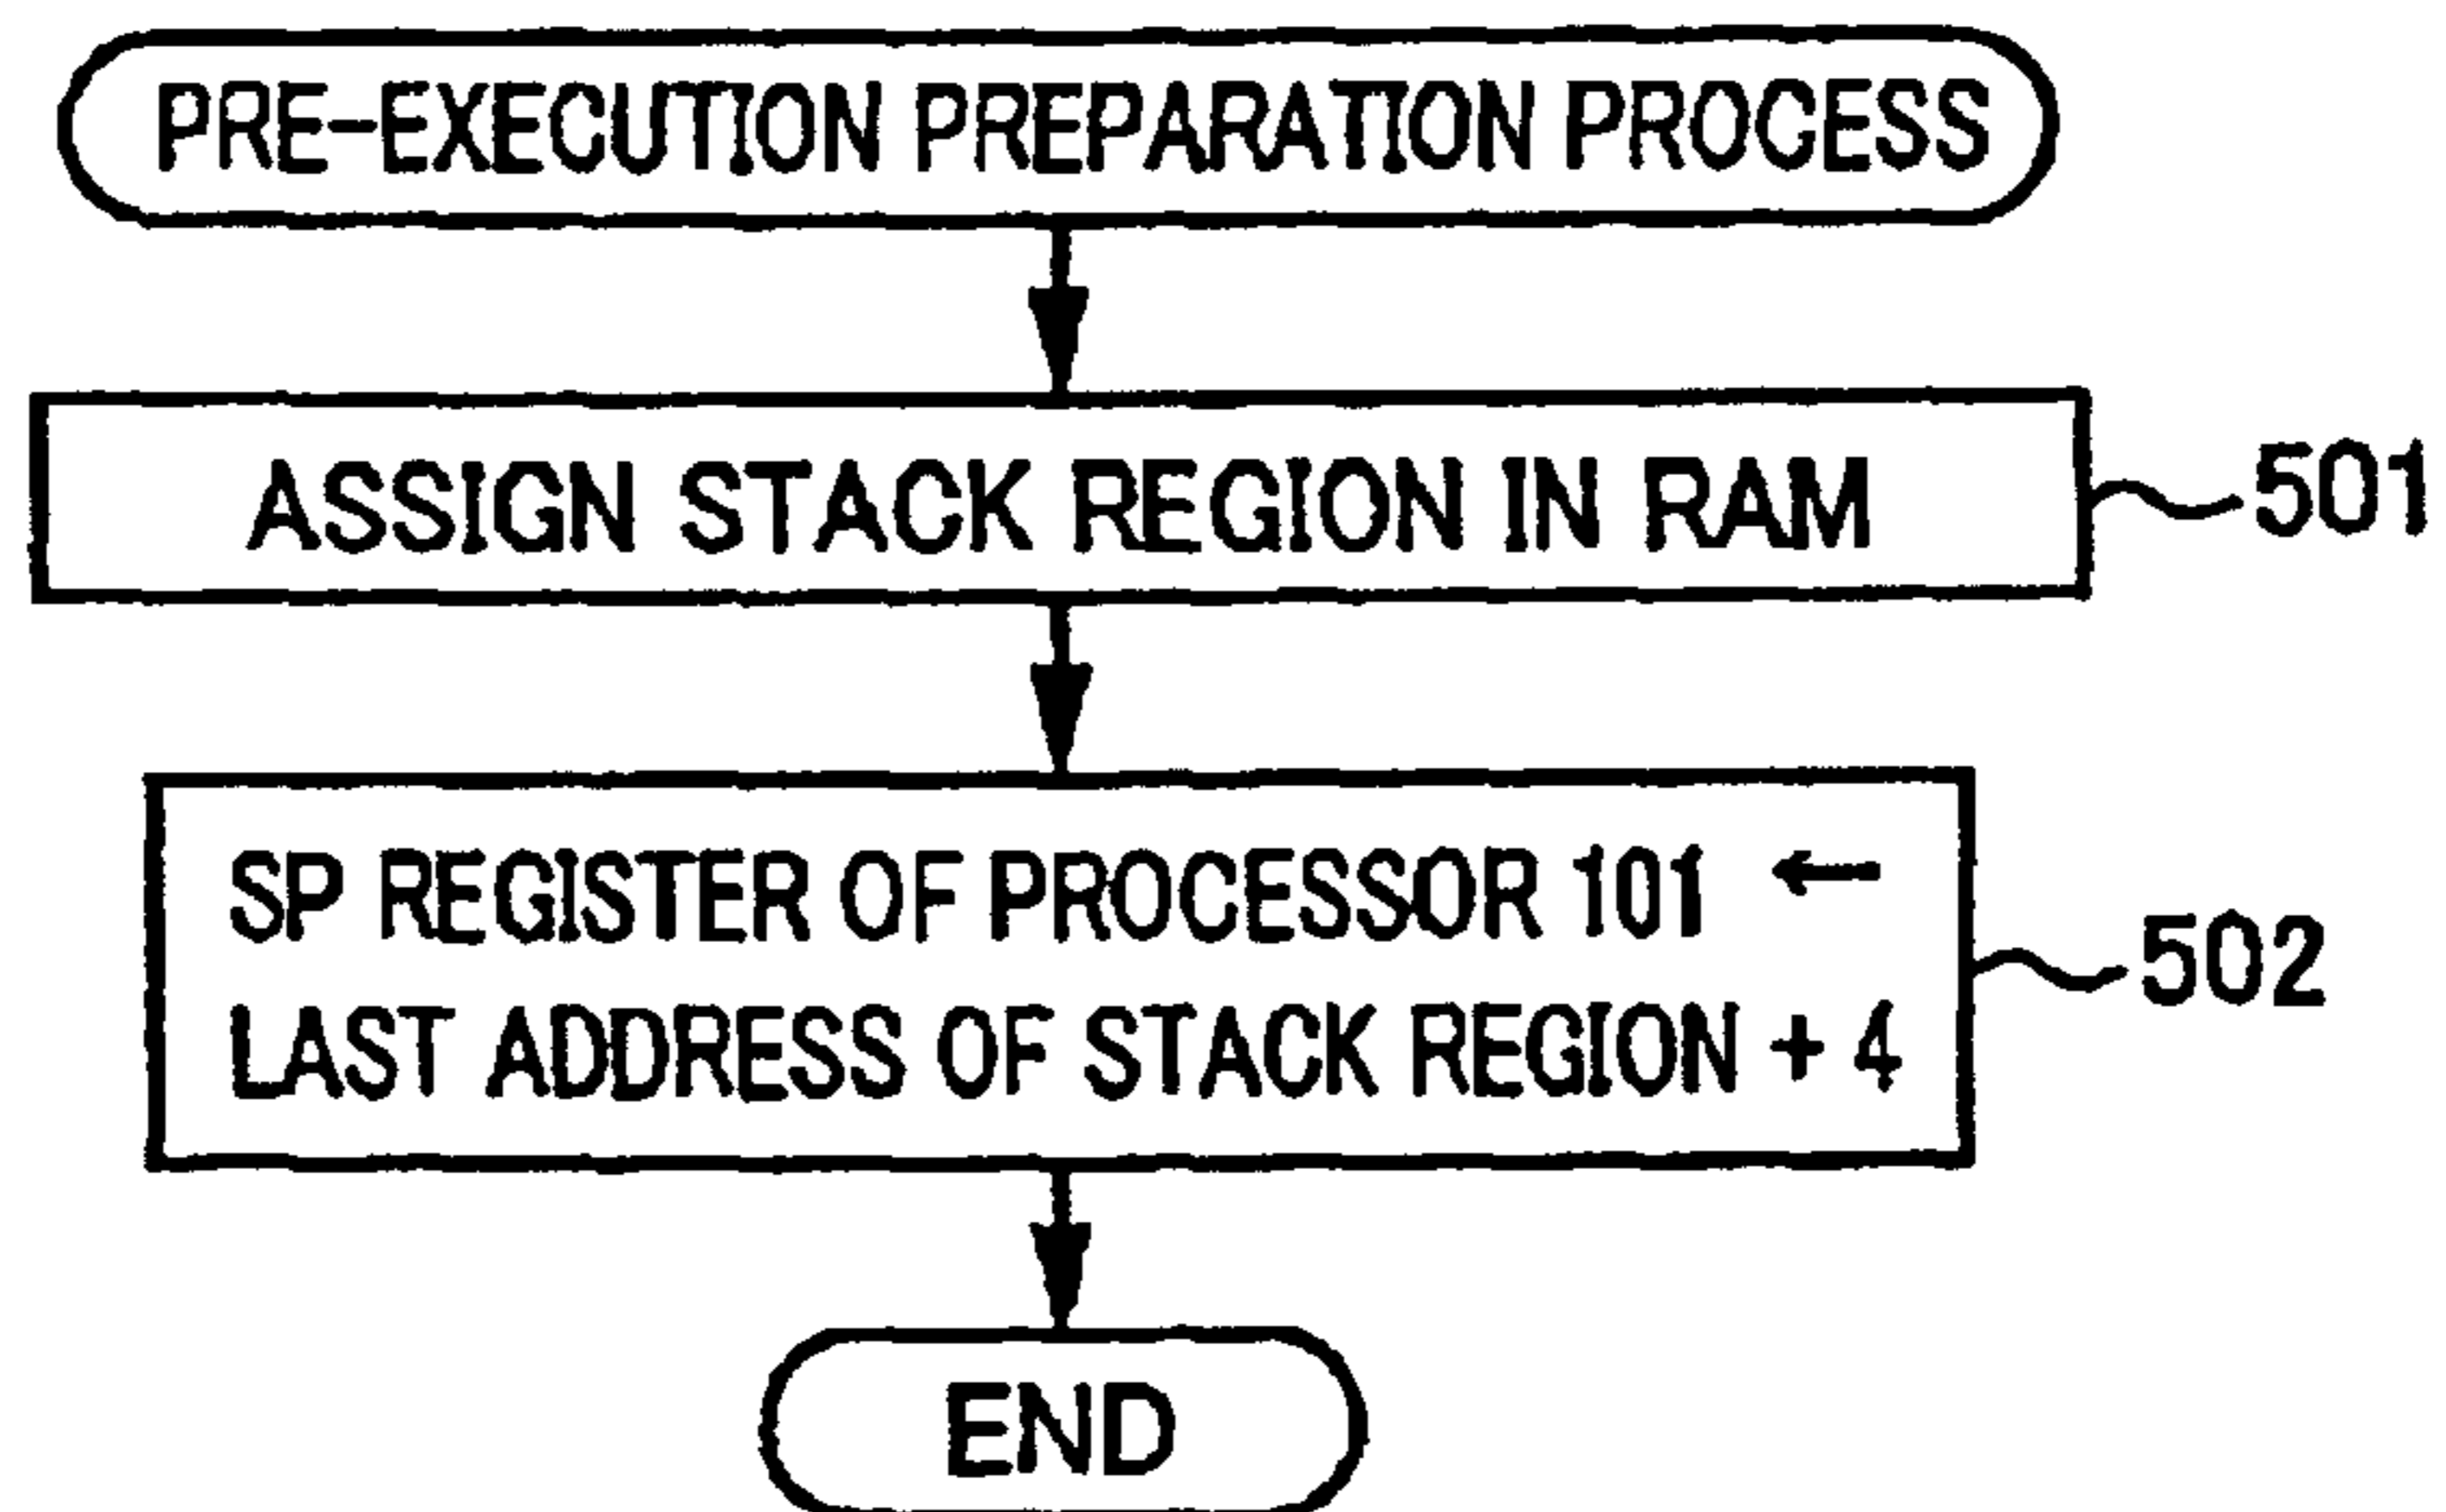 PRE-EXECUTION PREPARATION PROCESS
ASSIGN STACK REGION IN RAM
501
SP REGISTER OF PROCESSOR 101 ←
LAST ADDRESS OF STACK REGION + 4
502
END